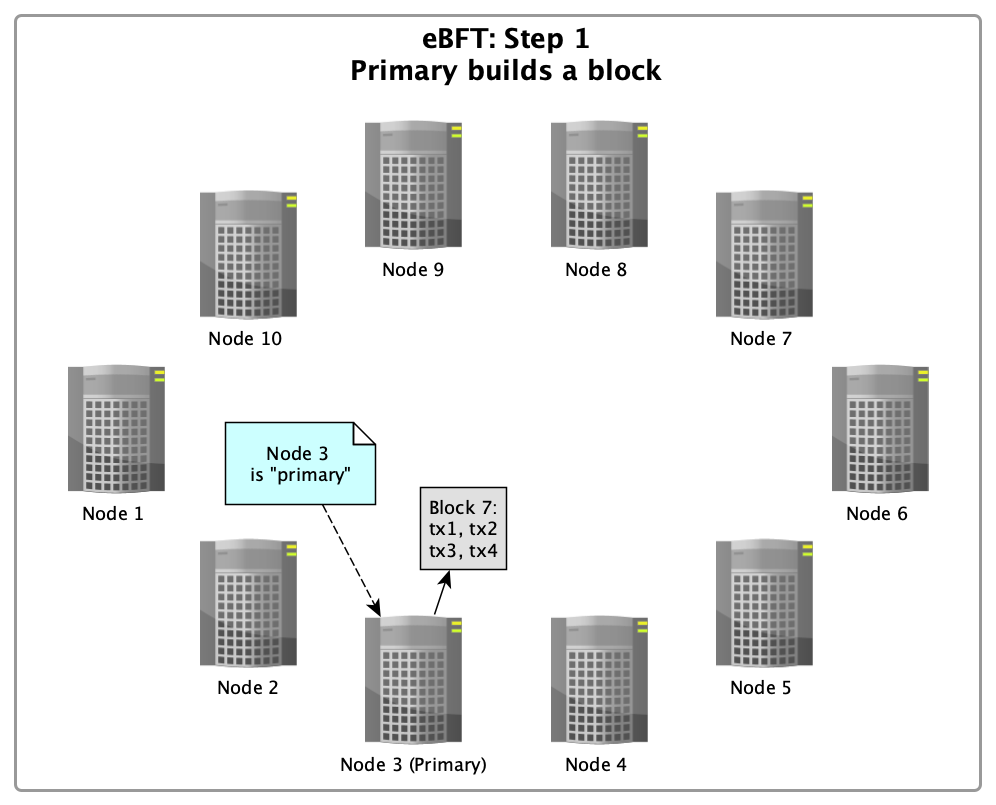 eBFT: Step 1
Primary builds a block
Node 9
Node 8
Node 10
Node 7
Node 1
Node 3
is "primary"
Block 7:
tx1, tx2
tx3, tx4
Node 6
Node 2
Node 5
Node 3 (Primary)
Node 4